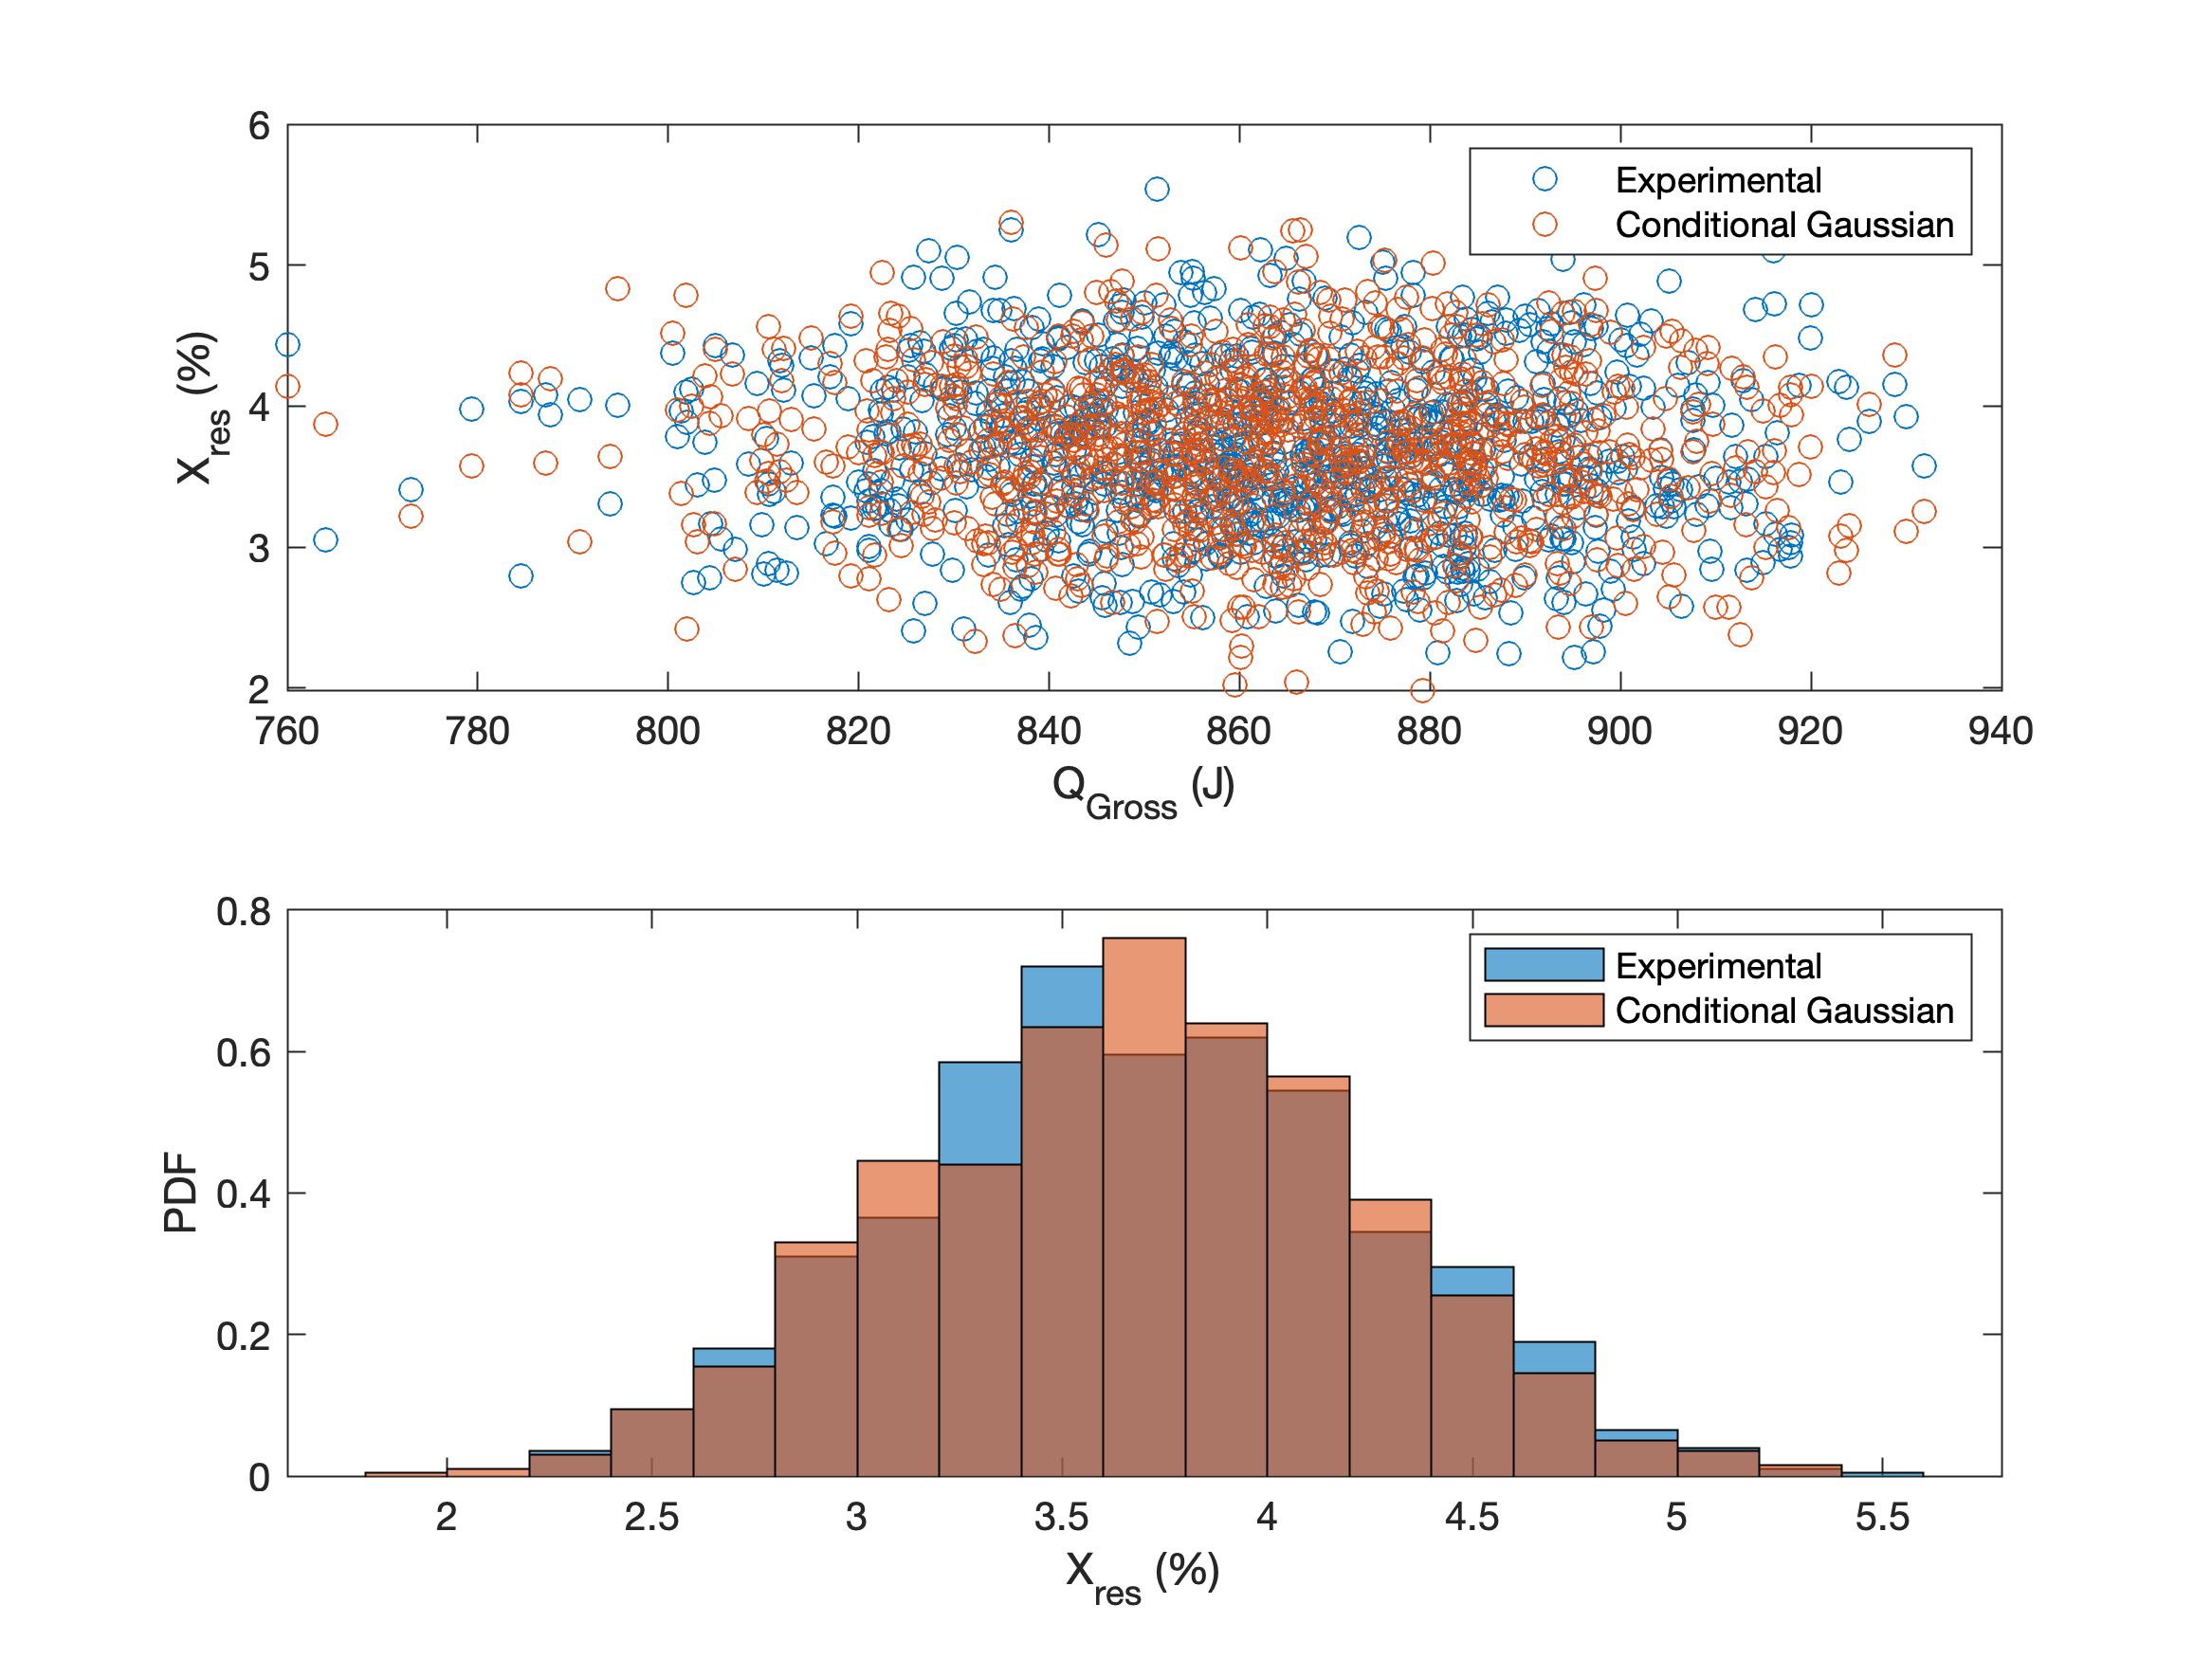 6
5
4
3
2
X_res (%)
Experimental
Conditional Gaussian
760 780 800 820 840 860 880 900 920 940
Q_Gross (J)
0.8
0.6
0.4
0.2
0
PDF
Experimental
Conditional Gaussian
2 2.5 3 3.5 4 4.5 5 5.5
X_res (%)